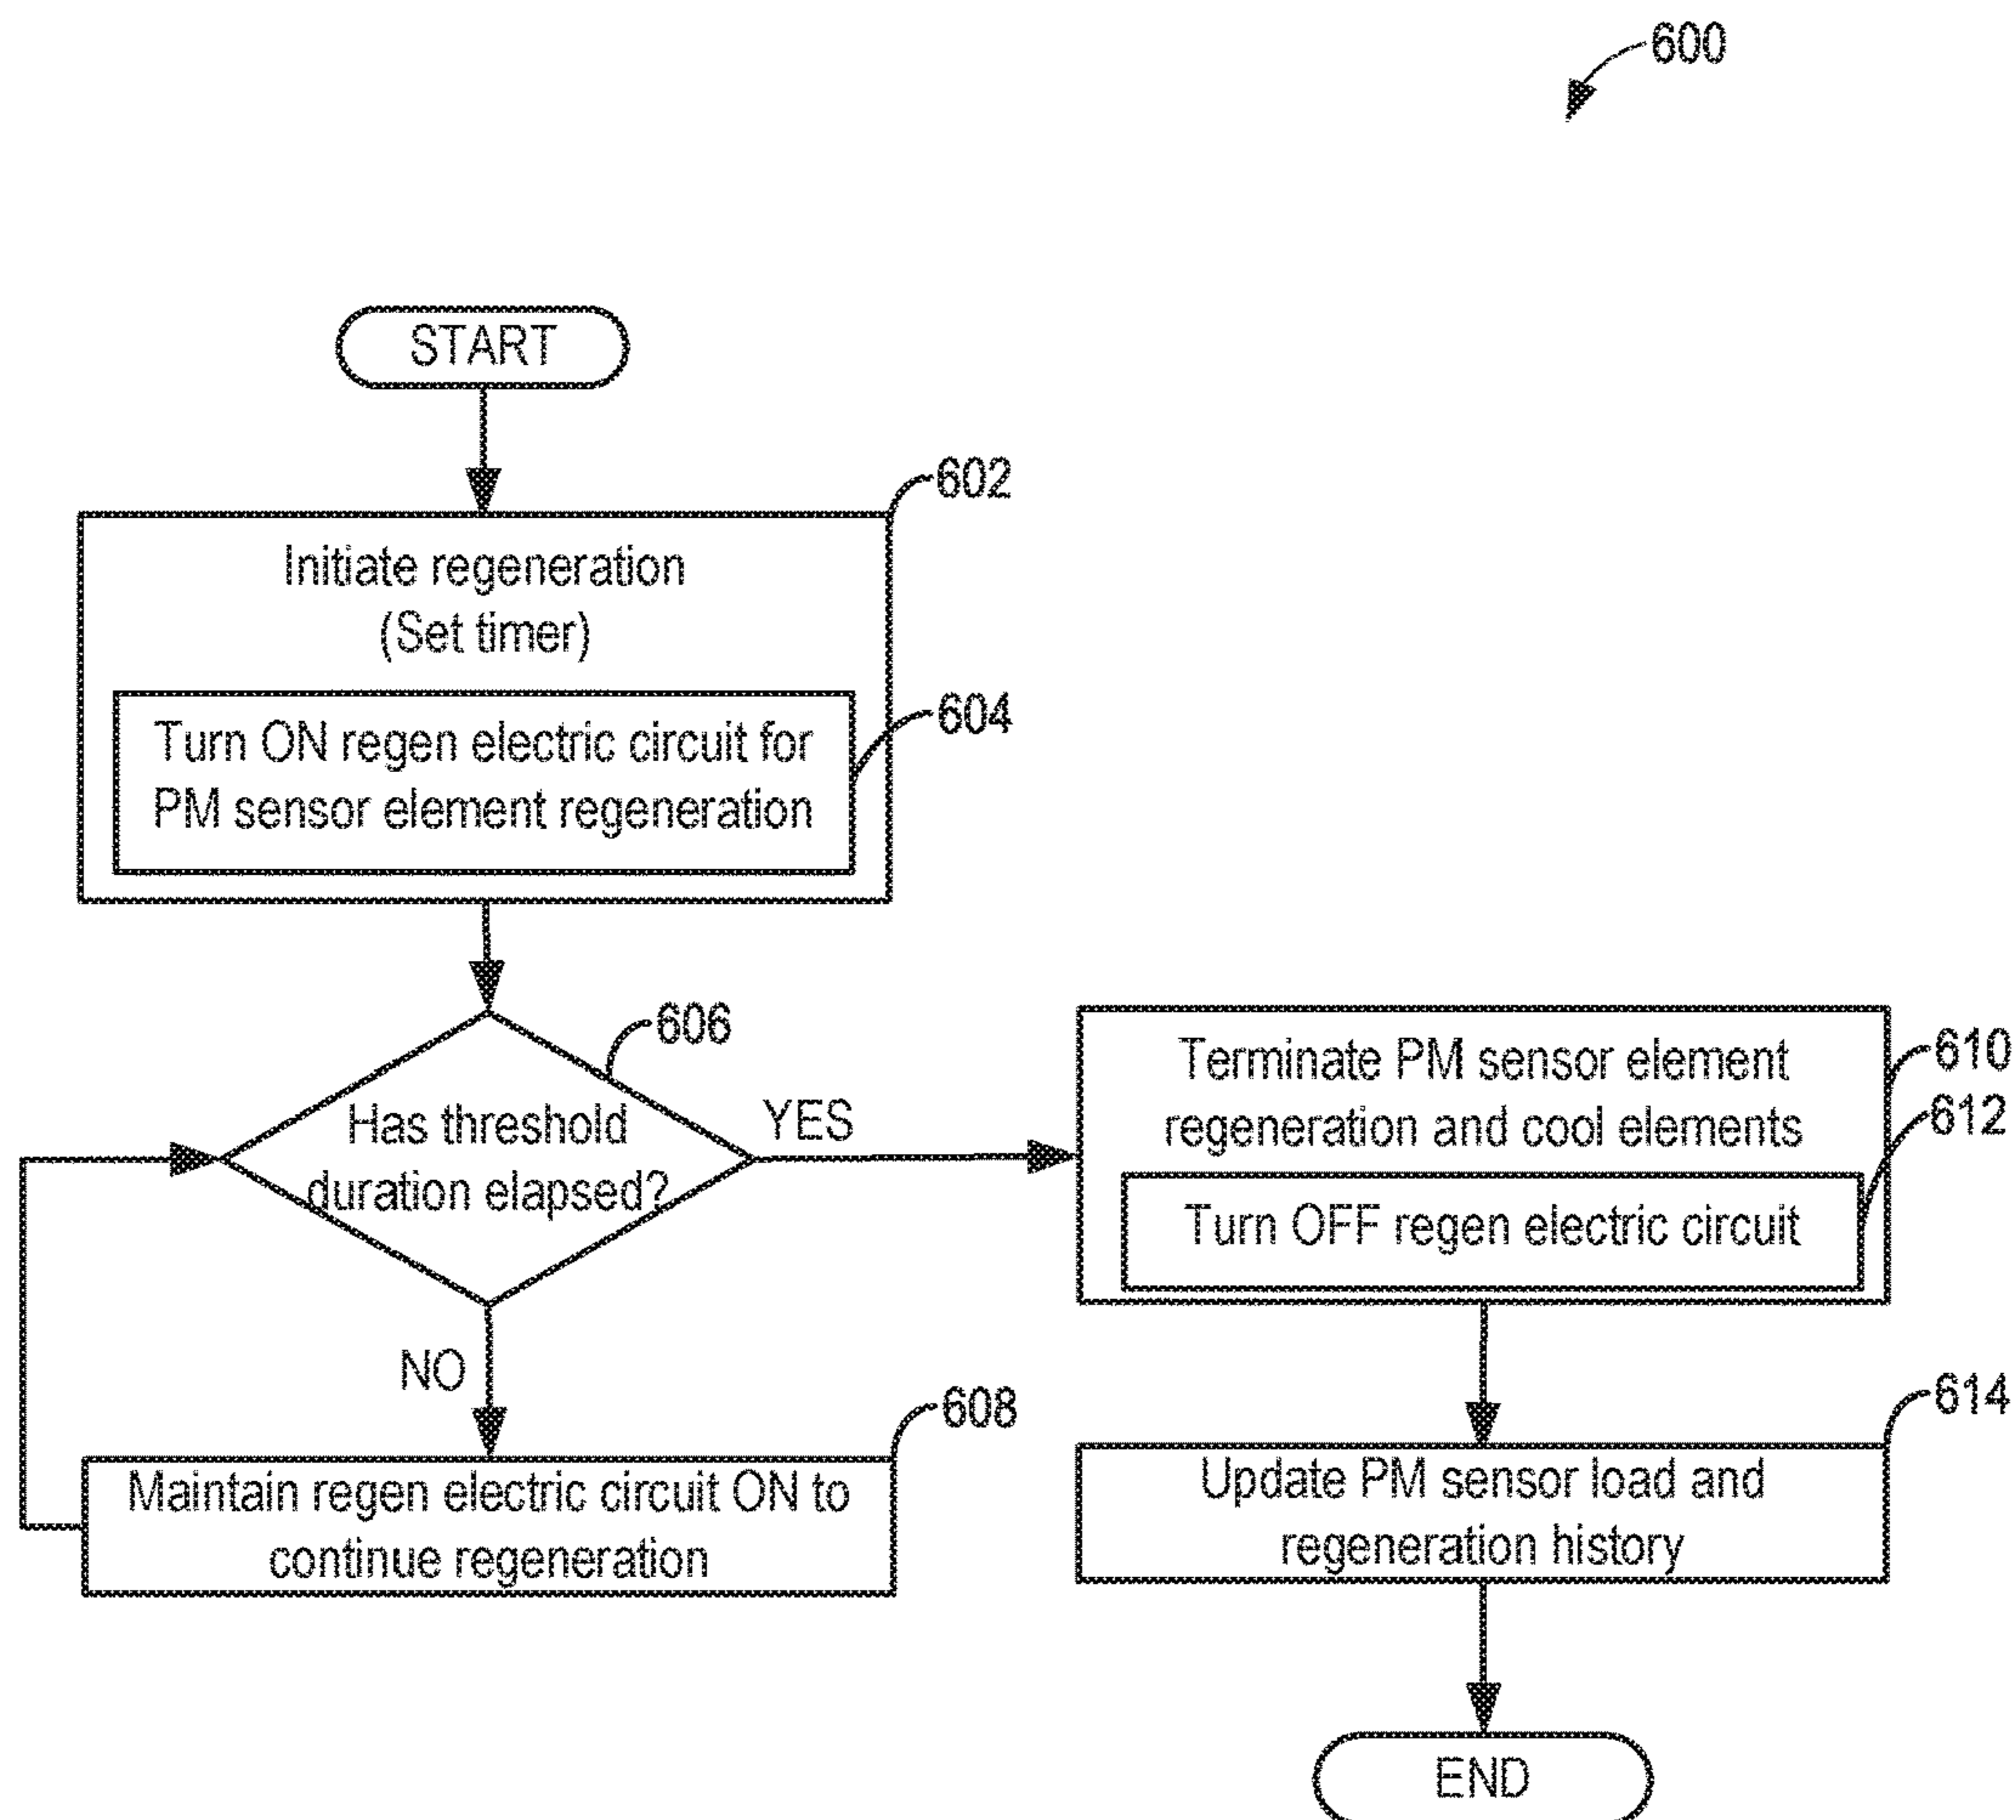 600
START
602
Initiate regeneration
(Set timer)
604
Turn ON regen electric circuit for
PM sensor element regeneration
606
Has threshold
duration elapsed?
YES
NO
608
Maintain regen electric circuit ON to
continue regeneration
610
Terminate PM sensor element
regeneration and cool elements
612
Turn OFF regen electric circuit
614
Update PM sensor load and
regeneration history
END